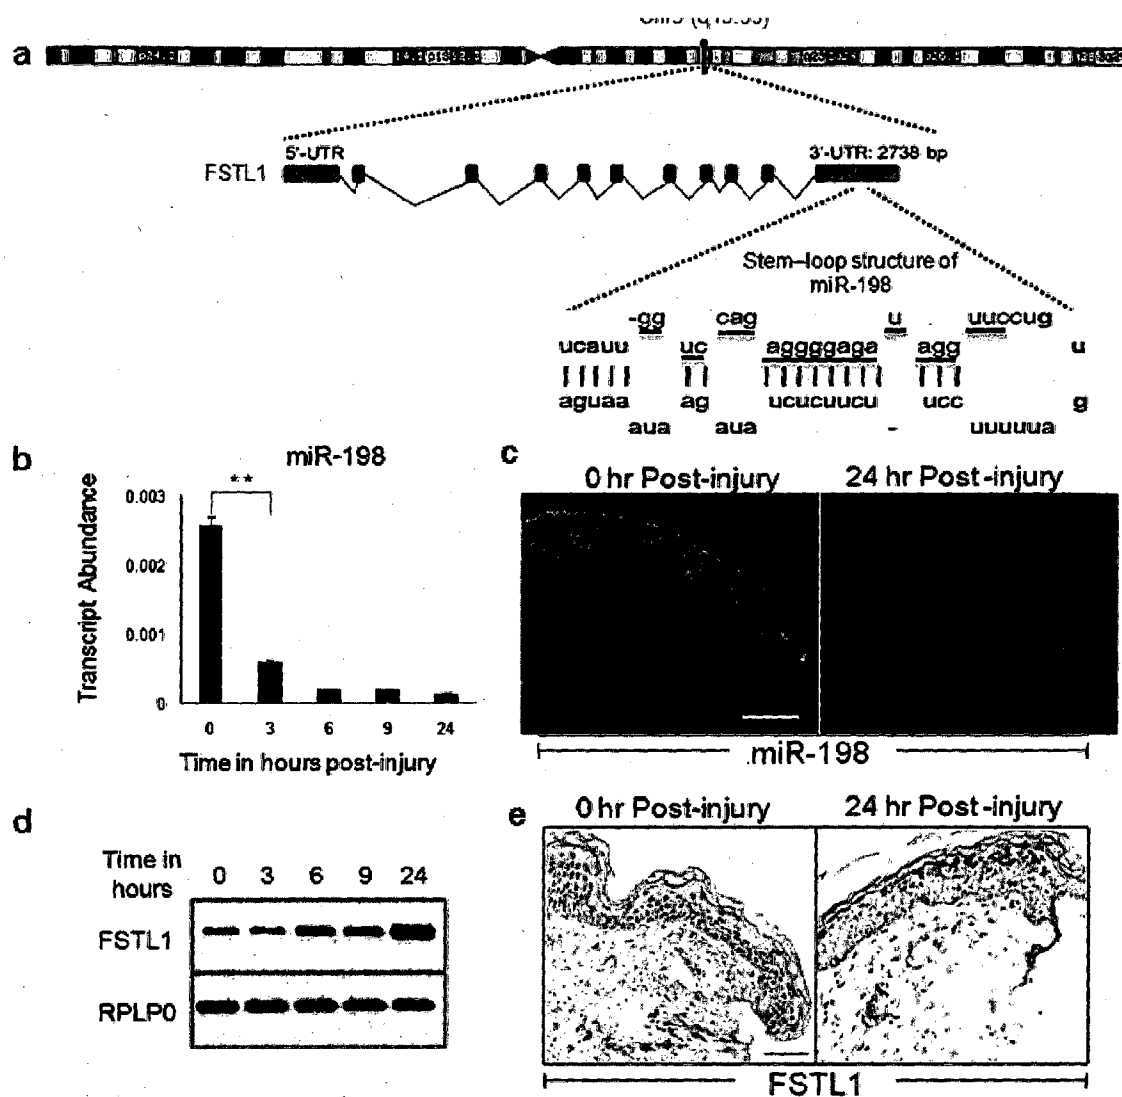 a
5'-UTR
3'-UTR: 2738 bp
FSTL1
Stem–loop structure of
miR-198
-gg cag u uuccug
ucauu uc aggggaga agg u
aguaa ag ucucuucu ucc g
aua aua - uuuuua
b
miR-198
**
Transcript Abundance
0.003
0.002
0.001
0
0 3 6 9 24
Time in hours post-injury
c
0 hr Post-injury 24 hr Post-injury
miR-198
d
Time in
hours
0 3 6 9 24
FSTL1
RPLP0
e
0 hr Post-injury 24 hr Post-injury
FSTL1